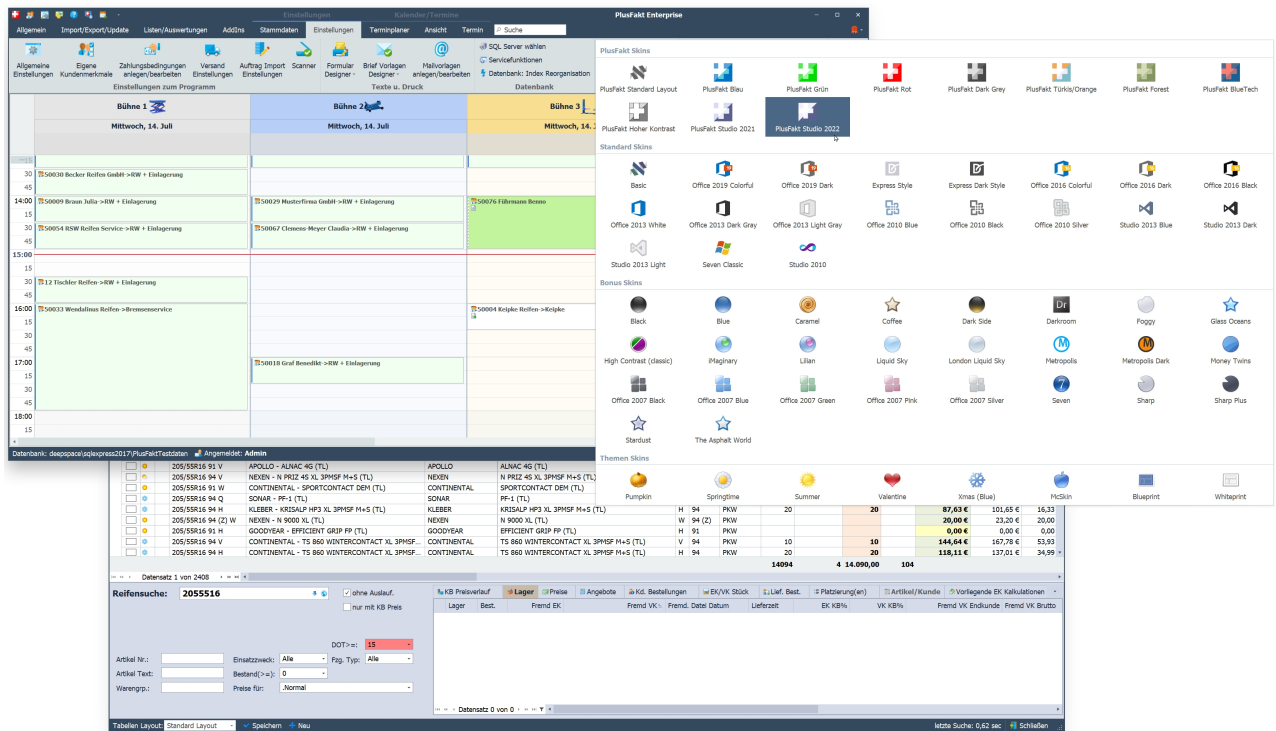 Einstellungen Kalender/Termine PlusFakt Enterprise
Allgemein Import/Export/Update Listen/Auswertungen AddIns Stammdaten Einstellungen Terminplaner Ansicht Termin Suche
Allgemeine Einstellungen
Eigene Kundenmerkmale
Zahlungsbedingungen anlegen/bearbeiten
Versand Einstellungen
Auftrag Import Einstellungen
Scanner
Formular Designer
Brief Vorlagen Designer
Mailvorlagen anlegen/bearbeiten
SQL Server wählen
Servicefunktionen
Datenbank: Index Reorganisation
Einstellungen zum Programm Texte u. Druck Datenbank
Bühne 1 Bühne 2 Bühne 3
Mittwoch, 14. Juli Mittwoch, 14. Juli Mittwoch, 14. J
30 50030 Becker Reifen GmbH->RW + Einlagerung
45
14:00 50009 Braun Julia->RW + Einlagerung 50029 Musterfirma GmbH->RW + Einlagerung 50076 Führmann Benno
15
30 50054 RSW Reifen Service->RW + Einlagerung 50067 Clemens-Meyer Claudia->RW + Einlagerung
45
15:00
15
30 12 Tischler Reifen->RW + Einlagerung
45
16:00 50033 Wendalinus Reifen->Bremsenservice 50004 Keipke Reifen->Keipke
15
30
45
17:00 50018 Graf Benedikt->RW + Einlagerung
15
30
45
18:00
15
Datenbank: deepspace\sqlexpress2017\PlusFaktTestdaten Angemeldet: Admin
PlusFakt Skins
PlusFakt Standard Layout PlusFakt Blau PlusFakt Grün PlusFakt Rot PlusFakt Dark Grey PlusFakt Türkis/Orange PlusFakt Forest PlusFakt BlueTech
PlusFakt Hoher Kontrast PlusFakt Studio 2021 PlusFakt Studio 2022
Standard Skins
Basic Office 2019 Colorful Office 2019 Dark Express Style Express Dark Style Office 2016 Colorful Office 2016 Dark Office 2016 Black
Office 2013 White Office 2013 Dark Gray Office 2013 Light Gray Office 2010 Blue Office 2010 Black Office 2010 Silver Studio 2013 Blue Studio 2013 Dark
Studio 2013 Light Seven Classic Studio 2010
Bonus Skins
Black Blue Caramel Coffee Dark Side Darkroom Foggy Glass Oceans
High Contrast (classic) iMaginary Lilian Liquid Sky London Liquid Sky Metropolis Metropolis Dark Money Twins
Office 2007 Black Office 2007 Blue Office 2007 Green Office 2007 Pink Office 2007 Silver Seven Sharp Sharp Plus
Stardust The Asphalt World
Themen Skins
Pumpkin Springtime Summer Valentine Xmas (Blue) McSkin Blueprint Whiteprint
205/55R16 91 V APOLLO - ALNAC 4G (TL) APOLLO ALNAC 4G (TL)
205/55R16 94 V NEXEN - N PRIZ 4S XL 3PMSF M+S (TL) NEXEN N PRIZ 4S XL 3PMSF M+S (TL)
205/55R16 91 W CONTINENTAL - SPORTCONTACT DEM (TL) CONTINENTAL SPORTCONTACT DEM (TL)
205/55R16 94 Q SONAR - PF-1 (TL) SONAR PF-1 (TL)
205/55R16 94 H KLEBER - KRISALP HP3 XL 3PMSF M+S (TL) KLEBER KRISALP HP3 XL 3PMSF M+S (TL) H 94 PKW 20 20 87,63 € 101,65 € 16,33
205/55R16 94 (Z) W NEXEN - N 9000 XL (TL) NEXEN N 9000 XL (TL) W 94 (Z) PKW 20,00 € 23,20 € 20,00
205/55R16 91 H GOODYEAR - EFFICIENT GRIP FP (TL) GOODYEAR EFFICIENT GRIP FP (TL) H 91 PKW 0,00 € 0,00 € 0,00
205/55R16 94 V CONTINENTAL - TS 860 WINTERCONTACT XL 3PMSF... CONTINENTAL TS 860 WINTERCONTACT XL 3PMSF M+S (TL) V 94 PKW 10 10 144,64 € 167,78 € 53,93
205/55R16 94 H CONTINENTAL - TS 860 WINTERCONTACT XL 3PMSF... CONTINENTAL TS 860 WINTERCONTACT XL 3PMSF M+S (TL) H 94 PKW 20 20 118,11 € 137,01 € 34,99
14094 4 14.090,00 104
Datensatz 1 von 2408
Reifensuche: 2055516 ohne Auslauf.
nur mit KB Preis
DOT>=: 15
Artikel Nr.: Einsatzzweck: Alle Fzg. Typ: Alle
Artikel Text: Bestand(>=): 0
Warengrp.: Preise für: .Normal
KB Preisverlauf Lager Preise Angebote Kd. Bestellungen EK/VK Stück Lief. Best. Platzierung(en) Artikel/Kunde Vorliegende EK Kalkulationen
Lager Best. Fremd EK Fremd VK Fremd. Datei Datum Lieferzeit EK KB% VK KB% Fremd VK Endkunde Fremd VK Brutto
Datensatz 0 von 0
Tabellen Layout: Standard Layout Speichern Neu letzte Suche: 0,62 sec Schließen